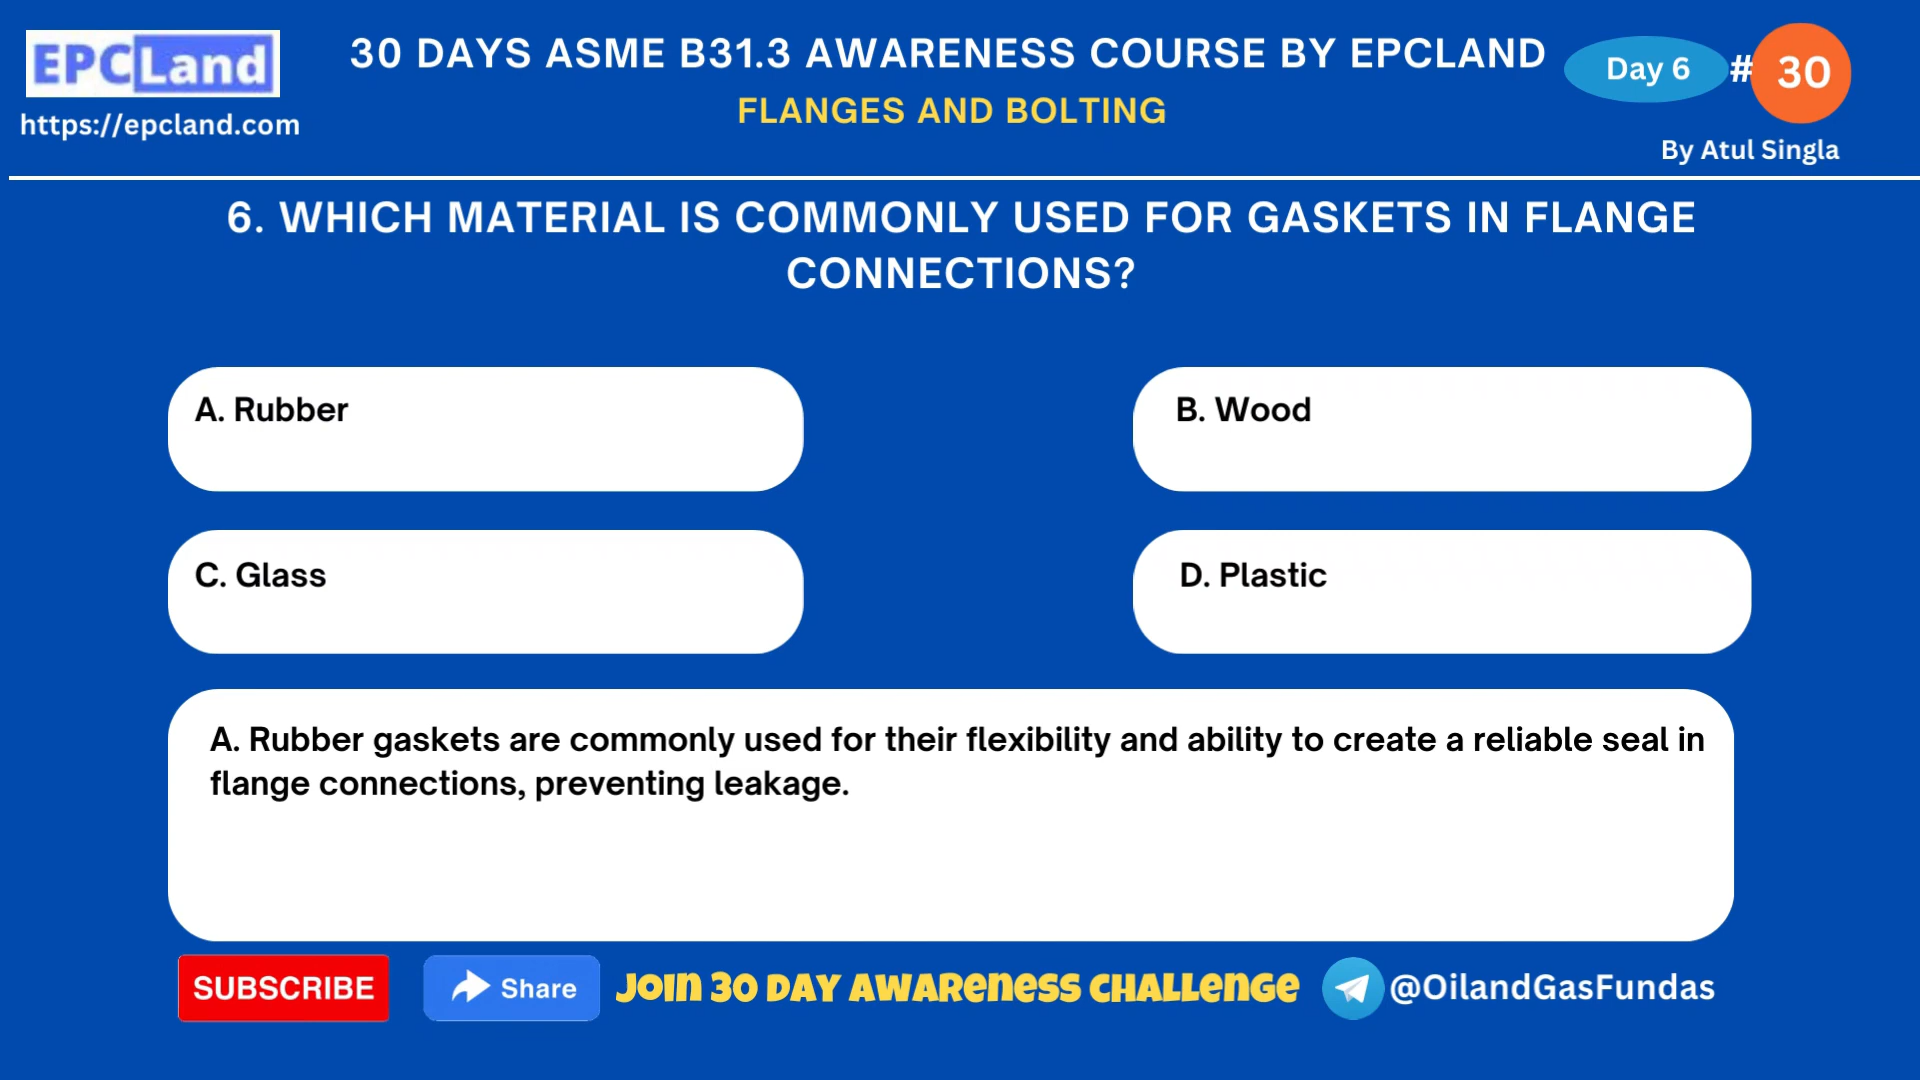 EPCLand
https://epcland.com
30 DAYS ASME B31.3 AWARENESS COURSE BY EPCLAND
FLANGES AND BOLTING
Day 6 # 30
By Atul Singla
6. WHICH MATERIAL IS COMMONLY USED FOR GASKETS IN FLANGE
CONNECTIONS?
A. Rubber
B. Wood
C. Glass
D. Plastic
A. Rubber gaskets are commonly used for their flexibility and ability to create a reliable seal in
flange connections, preventing leakage.
SUBSCRIBE
Share
Join 30 Day Awareness Challenge
@OilandGasFundas